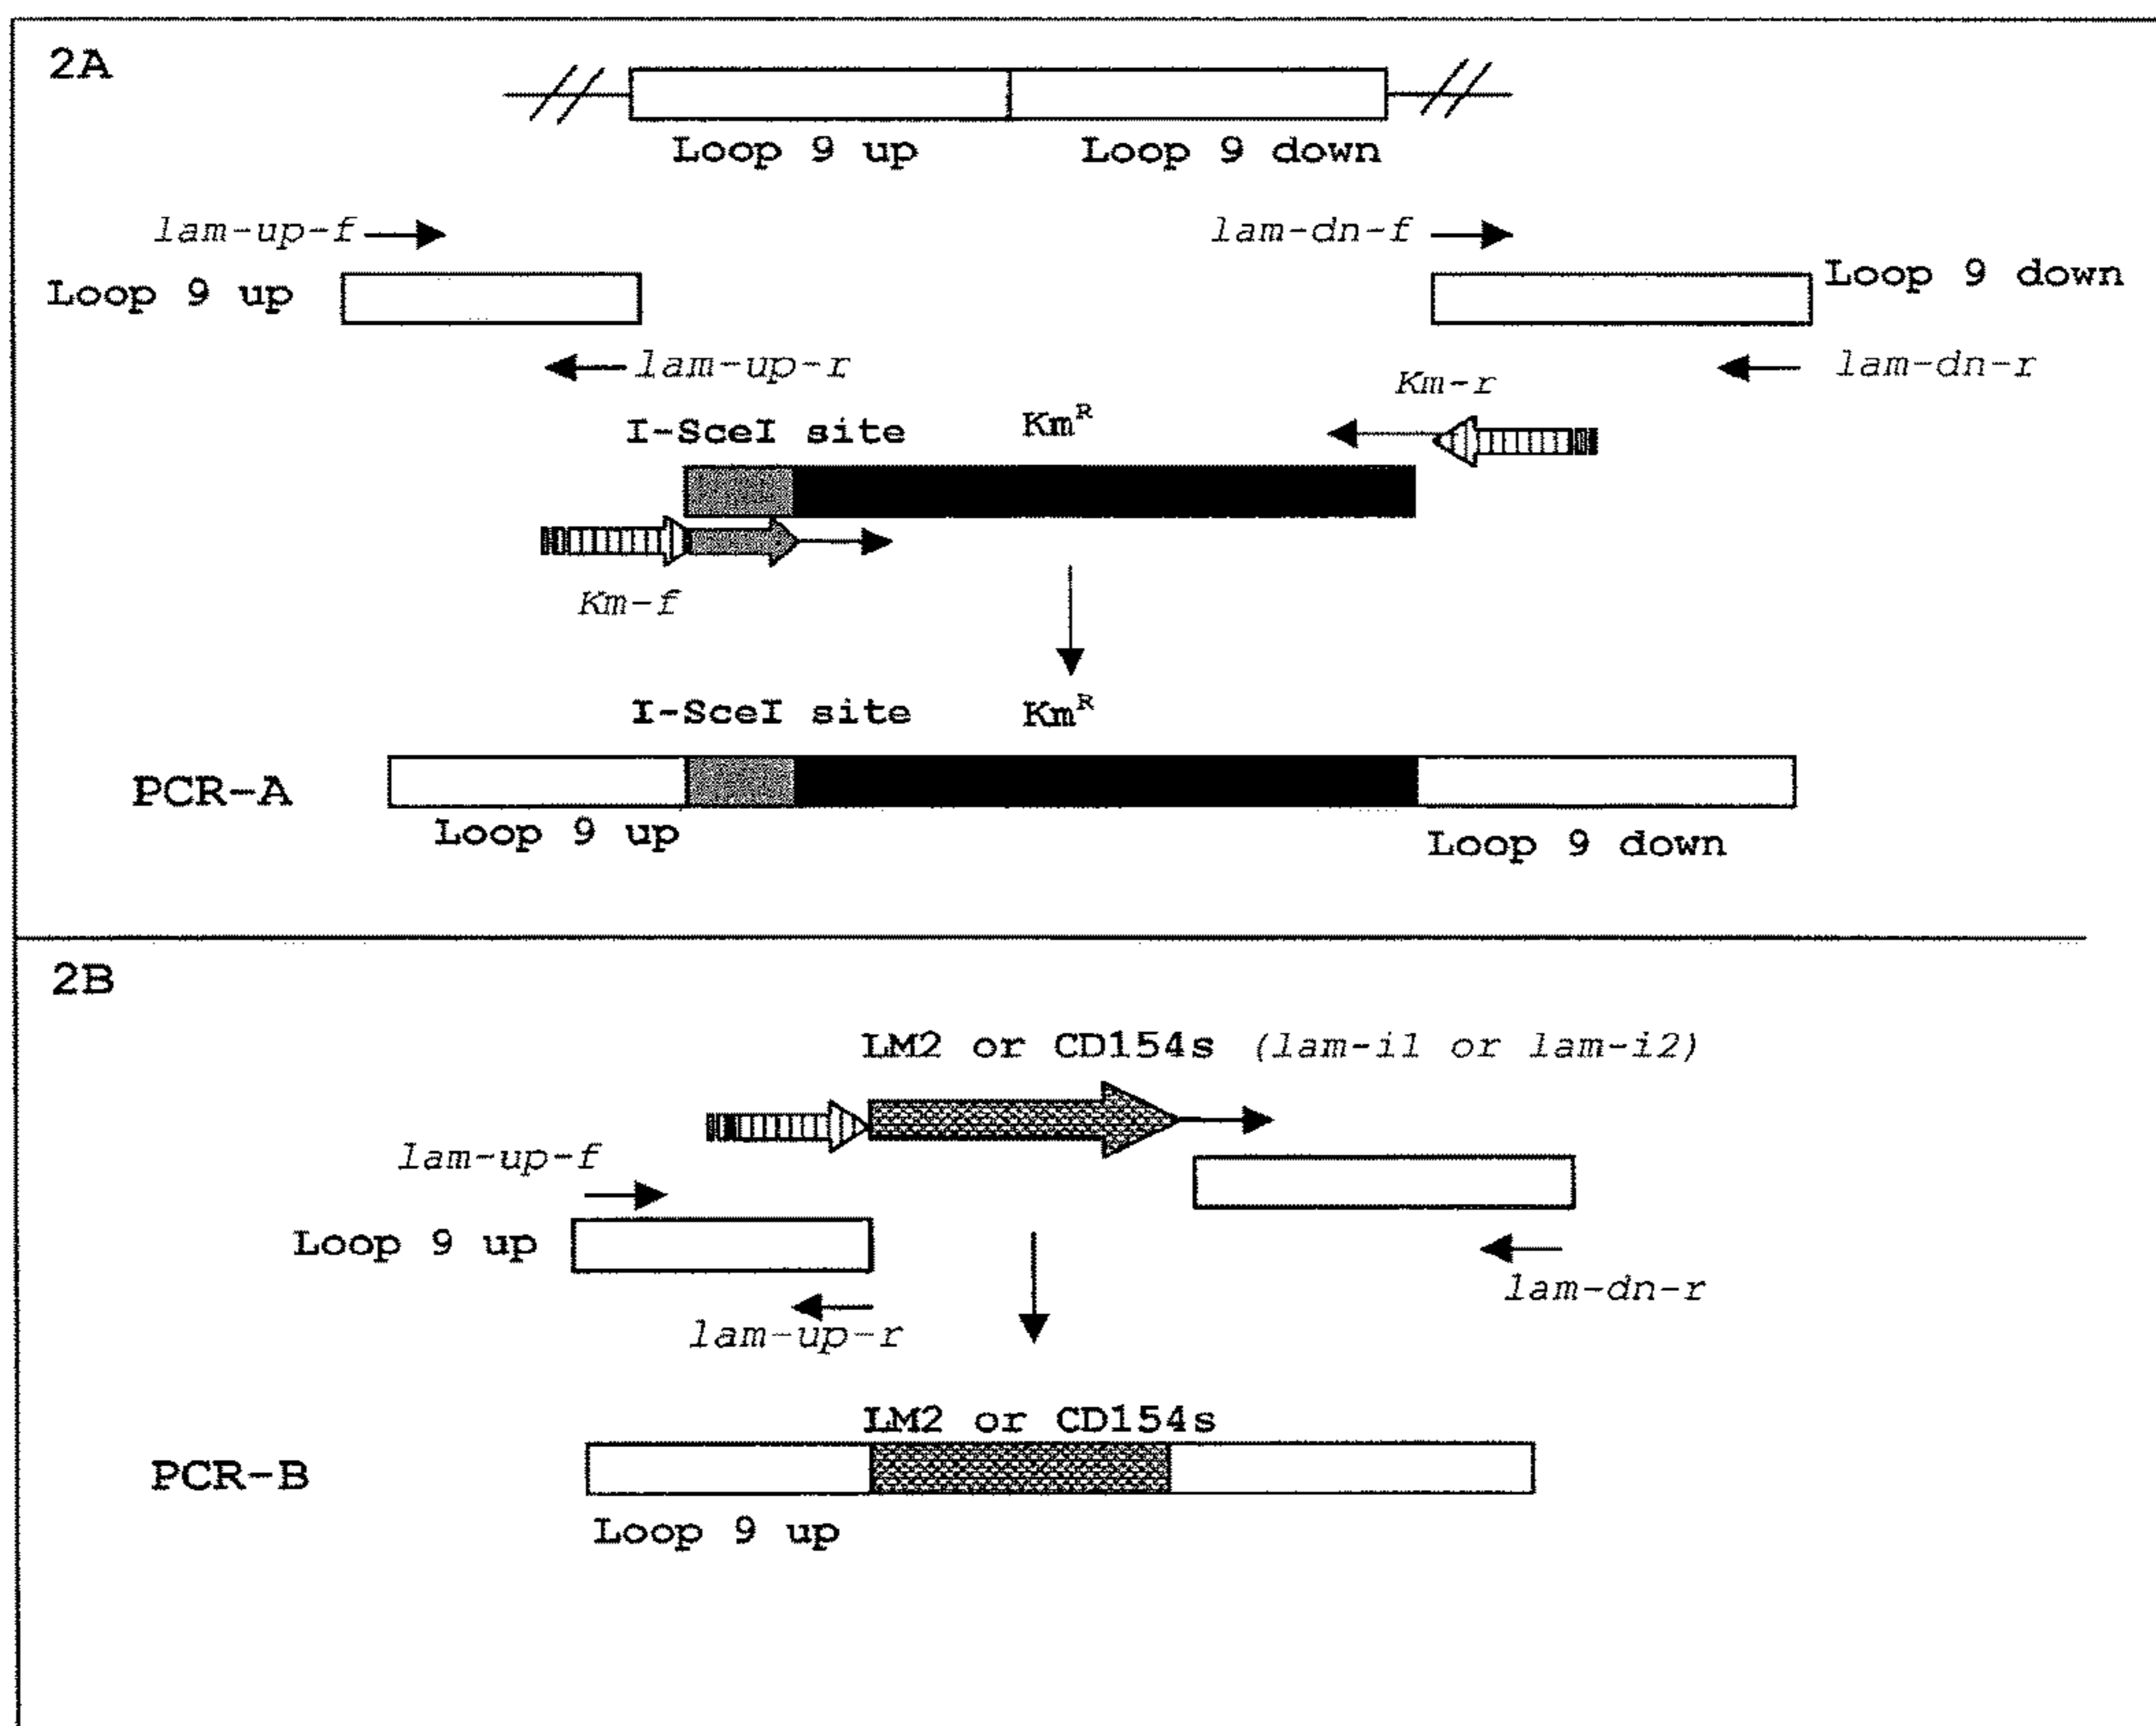 2A
Loop 9 up Loop 9 down
lam-up-f lam-dn-f
Loop 9 up Loop 9 down
lam-up-r lam-dn-r
Km-r
I-SceI site Km^R
Km-f
I-SceI site Km^R
PCR-A
Loop 9 up Loop 9 down
2B
LM2 or CD154s (lam-i1 or lam-i2)
lam-up-f
Loop 9 up
lam-dn-r
lam-up-r
LM2 or CD154s
PCR-B
Loop 9 up